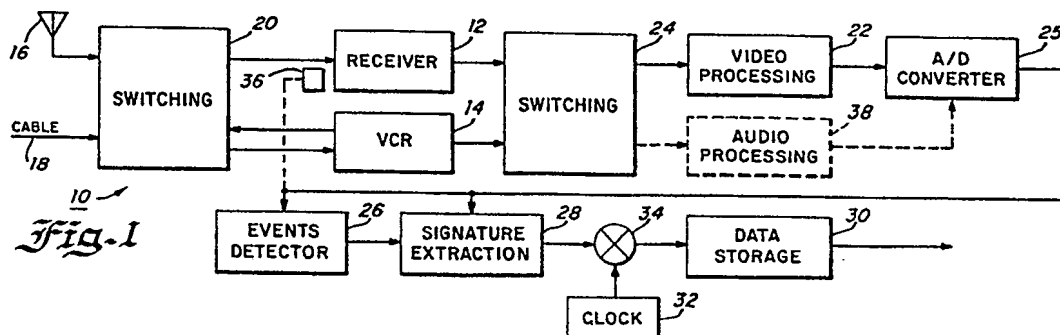 16
20
SWITCHING
CABLE
18
36
RECEIVER
12
VCR
14
24
SWITCHING
VIDEO
PROCESSING
22
AUDIO
PROCESSING
38
A/D
CONVERTER
25
10
Fig-1
EVENTS
DETECTOR
26
SIGNATURE
EXTRACTION
28
34
DATA
STORAGE
30
CLOCK
32